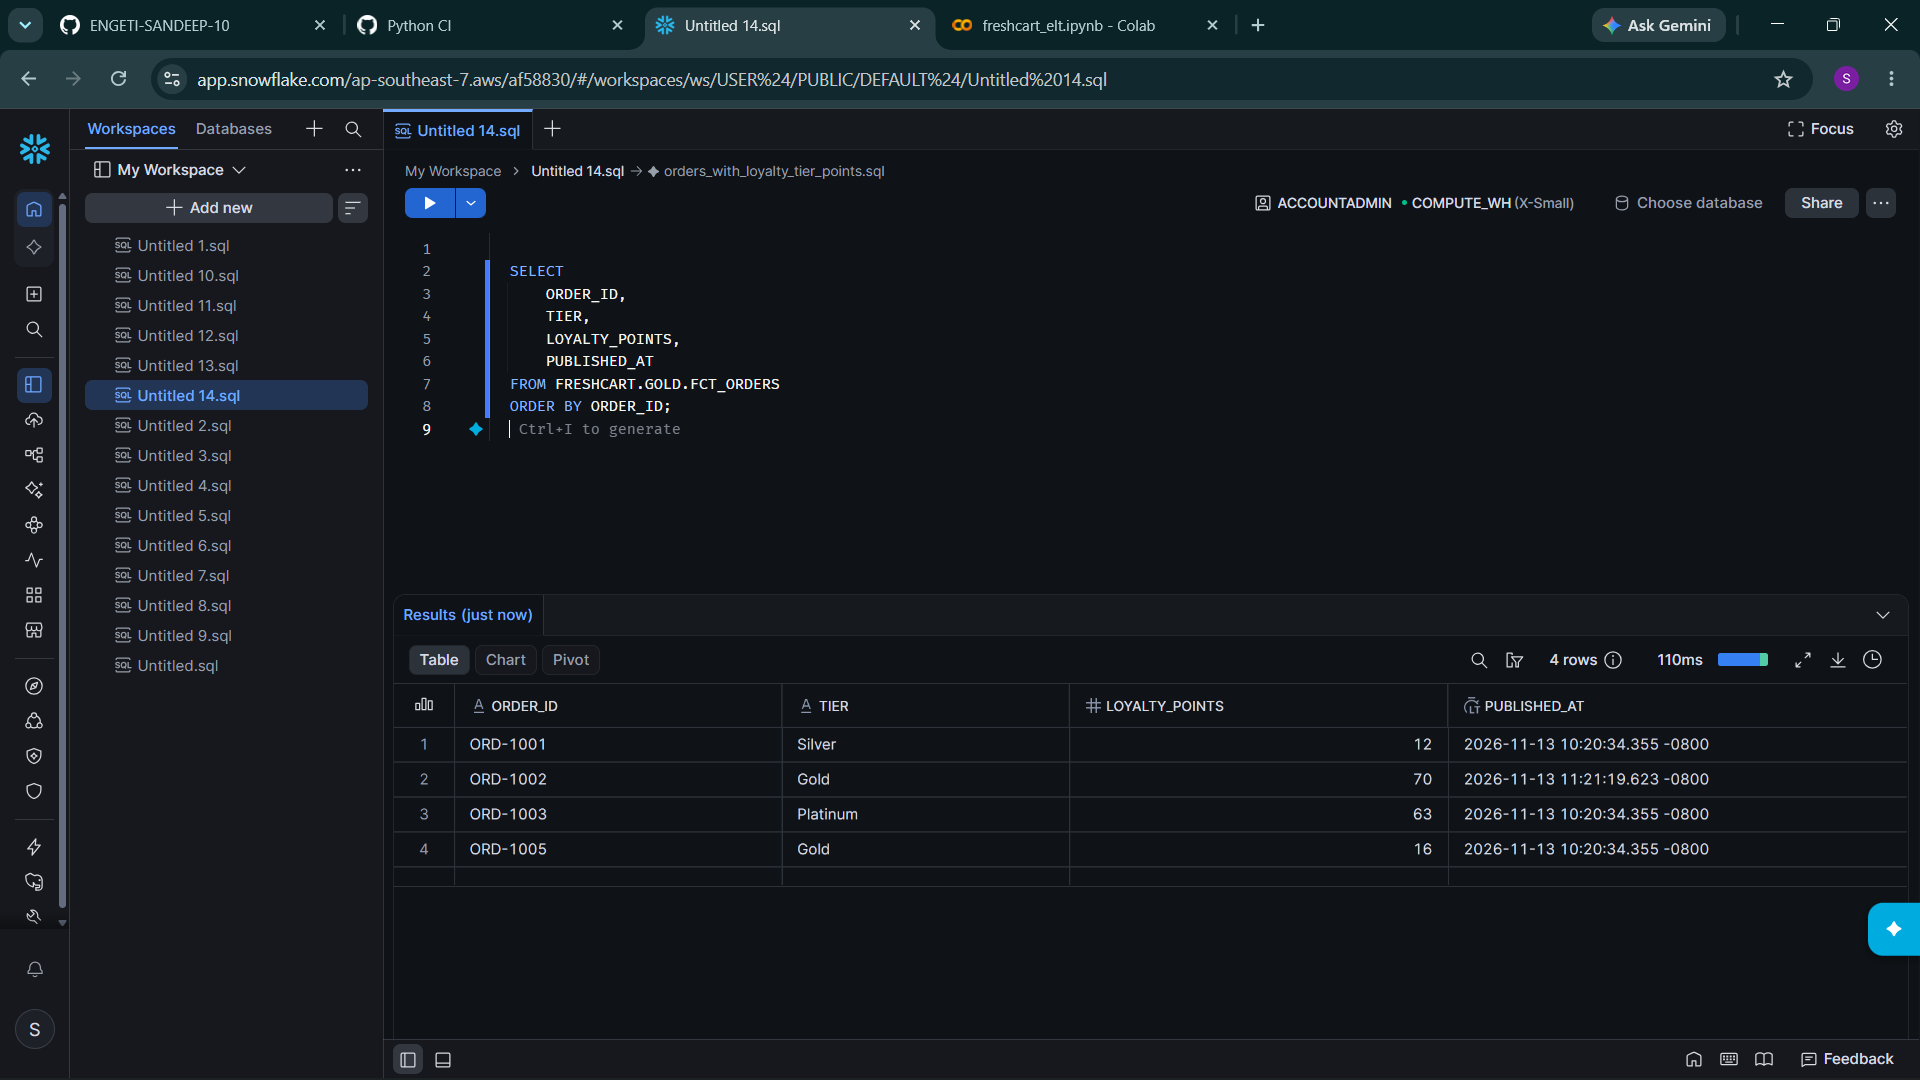 ENGETI-SANDEEP-10
Python CI
Untitled 14.sql
freshcart_elt.ipynb - Colab
Ask Gemini
app.snowflake.com/ap-southeast-7.aws/af58830/#/workspaces/ws/USER%24/PUBLIC/DEFAULT%24/Untitled%2014.sql
S
Workspaces
Databases
Untitled 14.sql
Focus
My Workspace
My Workspace > Untitled 14.sql → orders_with_loyalty_tier_points.sql
Add new
ACCOUNTADMIN • COMPUTE_WH (X-Small)
Choose database
Share
Untitled 1.sql
Untitled 10.sql
Untitled 11.sql
Untitled 12.sql
Untitled 13.sql
Untitled 14.sql
Untitled 2.sql
Untitled 3.sql
Untitled 4.sql
Untitled 5.sql
Untitled 6.sql
Untitled 7.sql
Untitled 8.sql
Untitled 9.sql
Untitled.sql
1
2 SELECT
3 ORDER_ID,
4 TIER,
5 LOYALTY_POINTS,
6 PUBLISHED_AT
7 FROM FRESHCART.GOLD.FCT_ORDERS
8 ORDER BY ORDER_ID;
9 Ctrl+I to generate
Results (just now)
Table
Chart
Pivot
4 rows
110ms
ORDER_ID TIER LOYALTY_POINTS PUBLISHED_AT
1 ORD-1001 Silver 12 2026-11-13 10:20:34.355 -0800
2 ORD-1002 Gold 70 2026-11-13 11:21:19.623 -0800
3 ORD-1003 Platinum 63 2026-11-13 10:20:34.355 -0800
4 ORD-1005 Gold 16 2026-11-13 10:20:34.355 -0800
S
Feedback